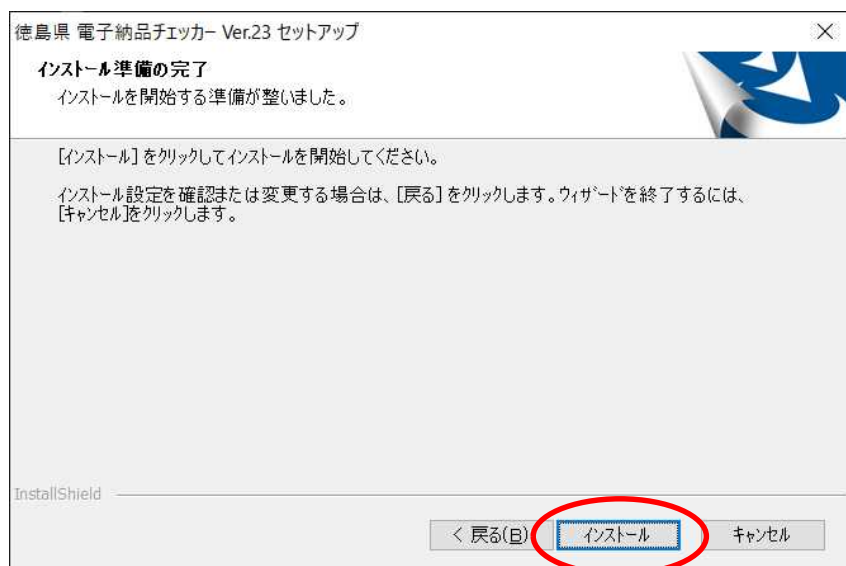 徳島県 電子納品チェッカー Ver.23 セットアップ
インストール準備の完了
インストールを開始する準備が整いました。
[インストール] をクリックしてインストールを開始してください。
インストール設定を確認または変更する場合は、[戻る] をクリックします。ウィザードを終了するには、
[キャンセル]をクリックします。
InstallShield
< 戻る(B)
インストール
キャンセル